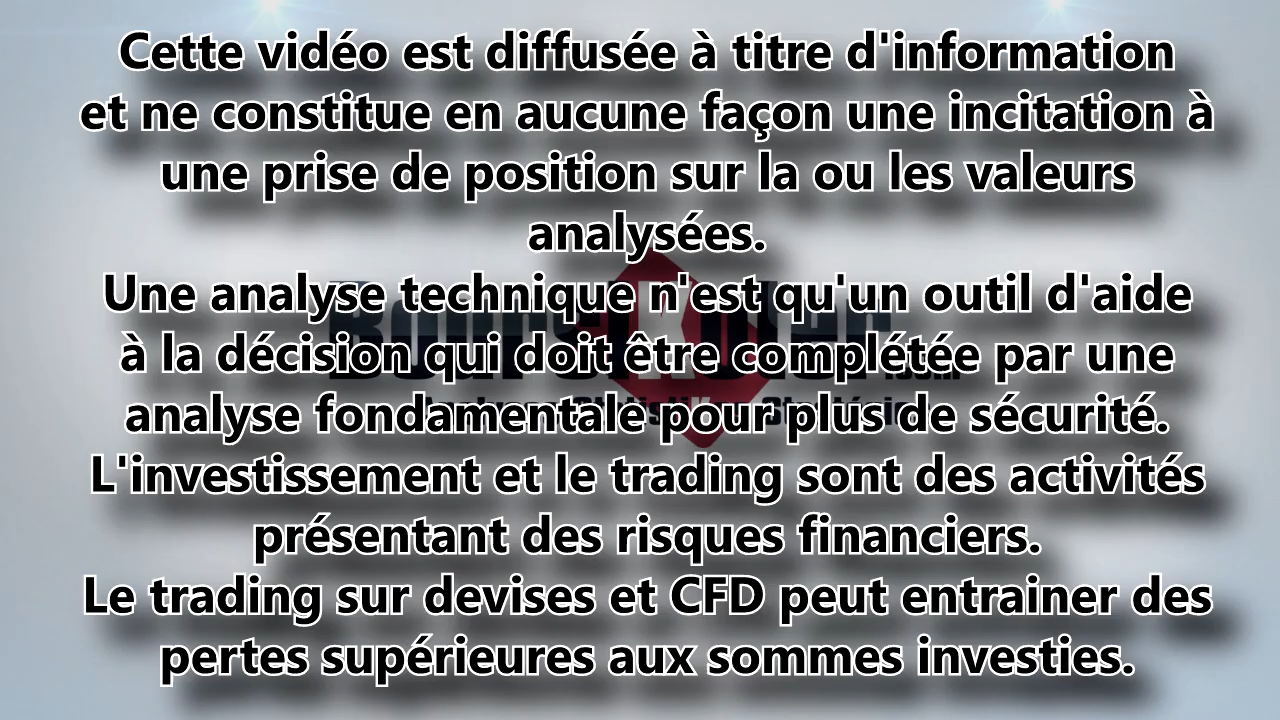 Cette vidéo est diffusée à titre d'information
et ne constitue en aucune façon une incitation à
une prise de position sur la ou les valeurs
analysées.
Une analyse technique n'est qu'un outil d'aide
à la décision qui doit être complétée par une
analyse fondamentale pour plus de sécurité.
L'investissement et le trading sont des activités
présentant des risques financiers.
Le trading sur devises et CFD peut entrainer des
pertes supérieures aux sommes investies.